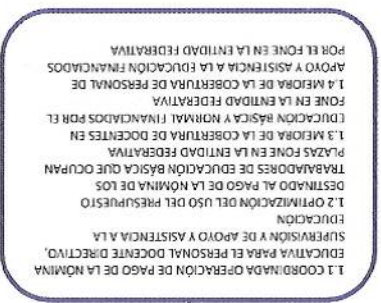 1.1 COORDINADA OPERACIÓN DE PAGO DE LA NÓMINA
EDUCATIVA PARA EL PERSONAL DOCENTE DIRECTIVO,
SUPERVISIÓN Y DE APOYO Y ASISTENCIA A LA
EDUCACIÓN
1.2 OPTIMIZACIÓN DEL USO DEL PRESUPUESTO
DESTINADO AL PAGO DE LA NÓMINA DE LOS
TRABAJADORES DE EDUCACIÓN BÁSICA QUE OCUPAN
PLAZAS FONE EN LA ENTIDAD FEDERATIVA
1.3 MEJORA DE LA COBERTURA DE DOCENTES EN
EDUCACIÓN BÁSICA Y NORMAL FINANCIADOS POR EL
FONE EN LA ENTIDAD FEDERATIVA
1.4 MEJORA DE LA COBERTURA DE PERSONAL DE
APOYO Y ASISTENCIA A LA EDUCACIÓN FINANCIADOS
POR EL FONE EN LA ENTIDAD FEDERATIVA